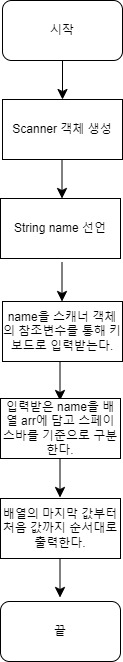 시작
Scanner 객체 생성
String name 선언
name을 스캐너 객체
의 참조변수를 통해 키
보드로 입력받는다.
입력받은 name을 배
열 arr에 담고 스페이
스바를 기준으로 구분
한다.
배열의 마지막 값부터
처음 값까지 순서대로
출력한다.
끝